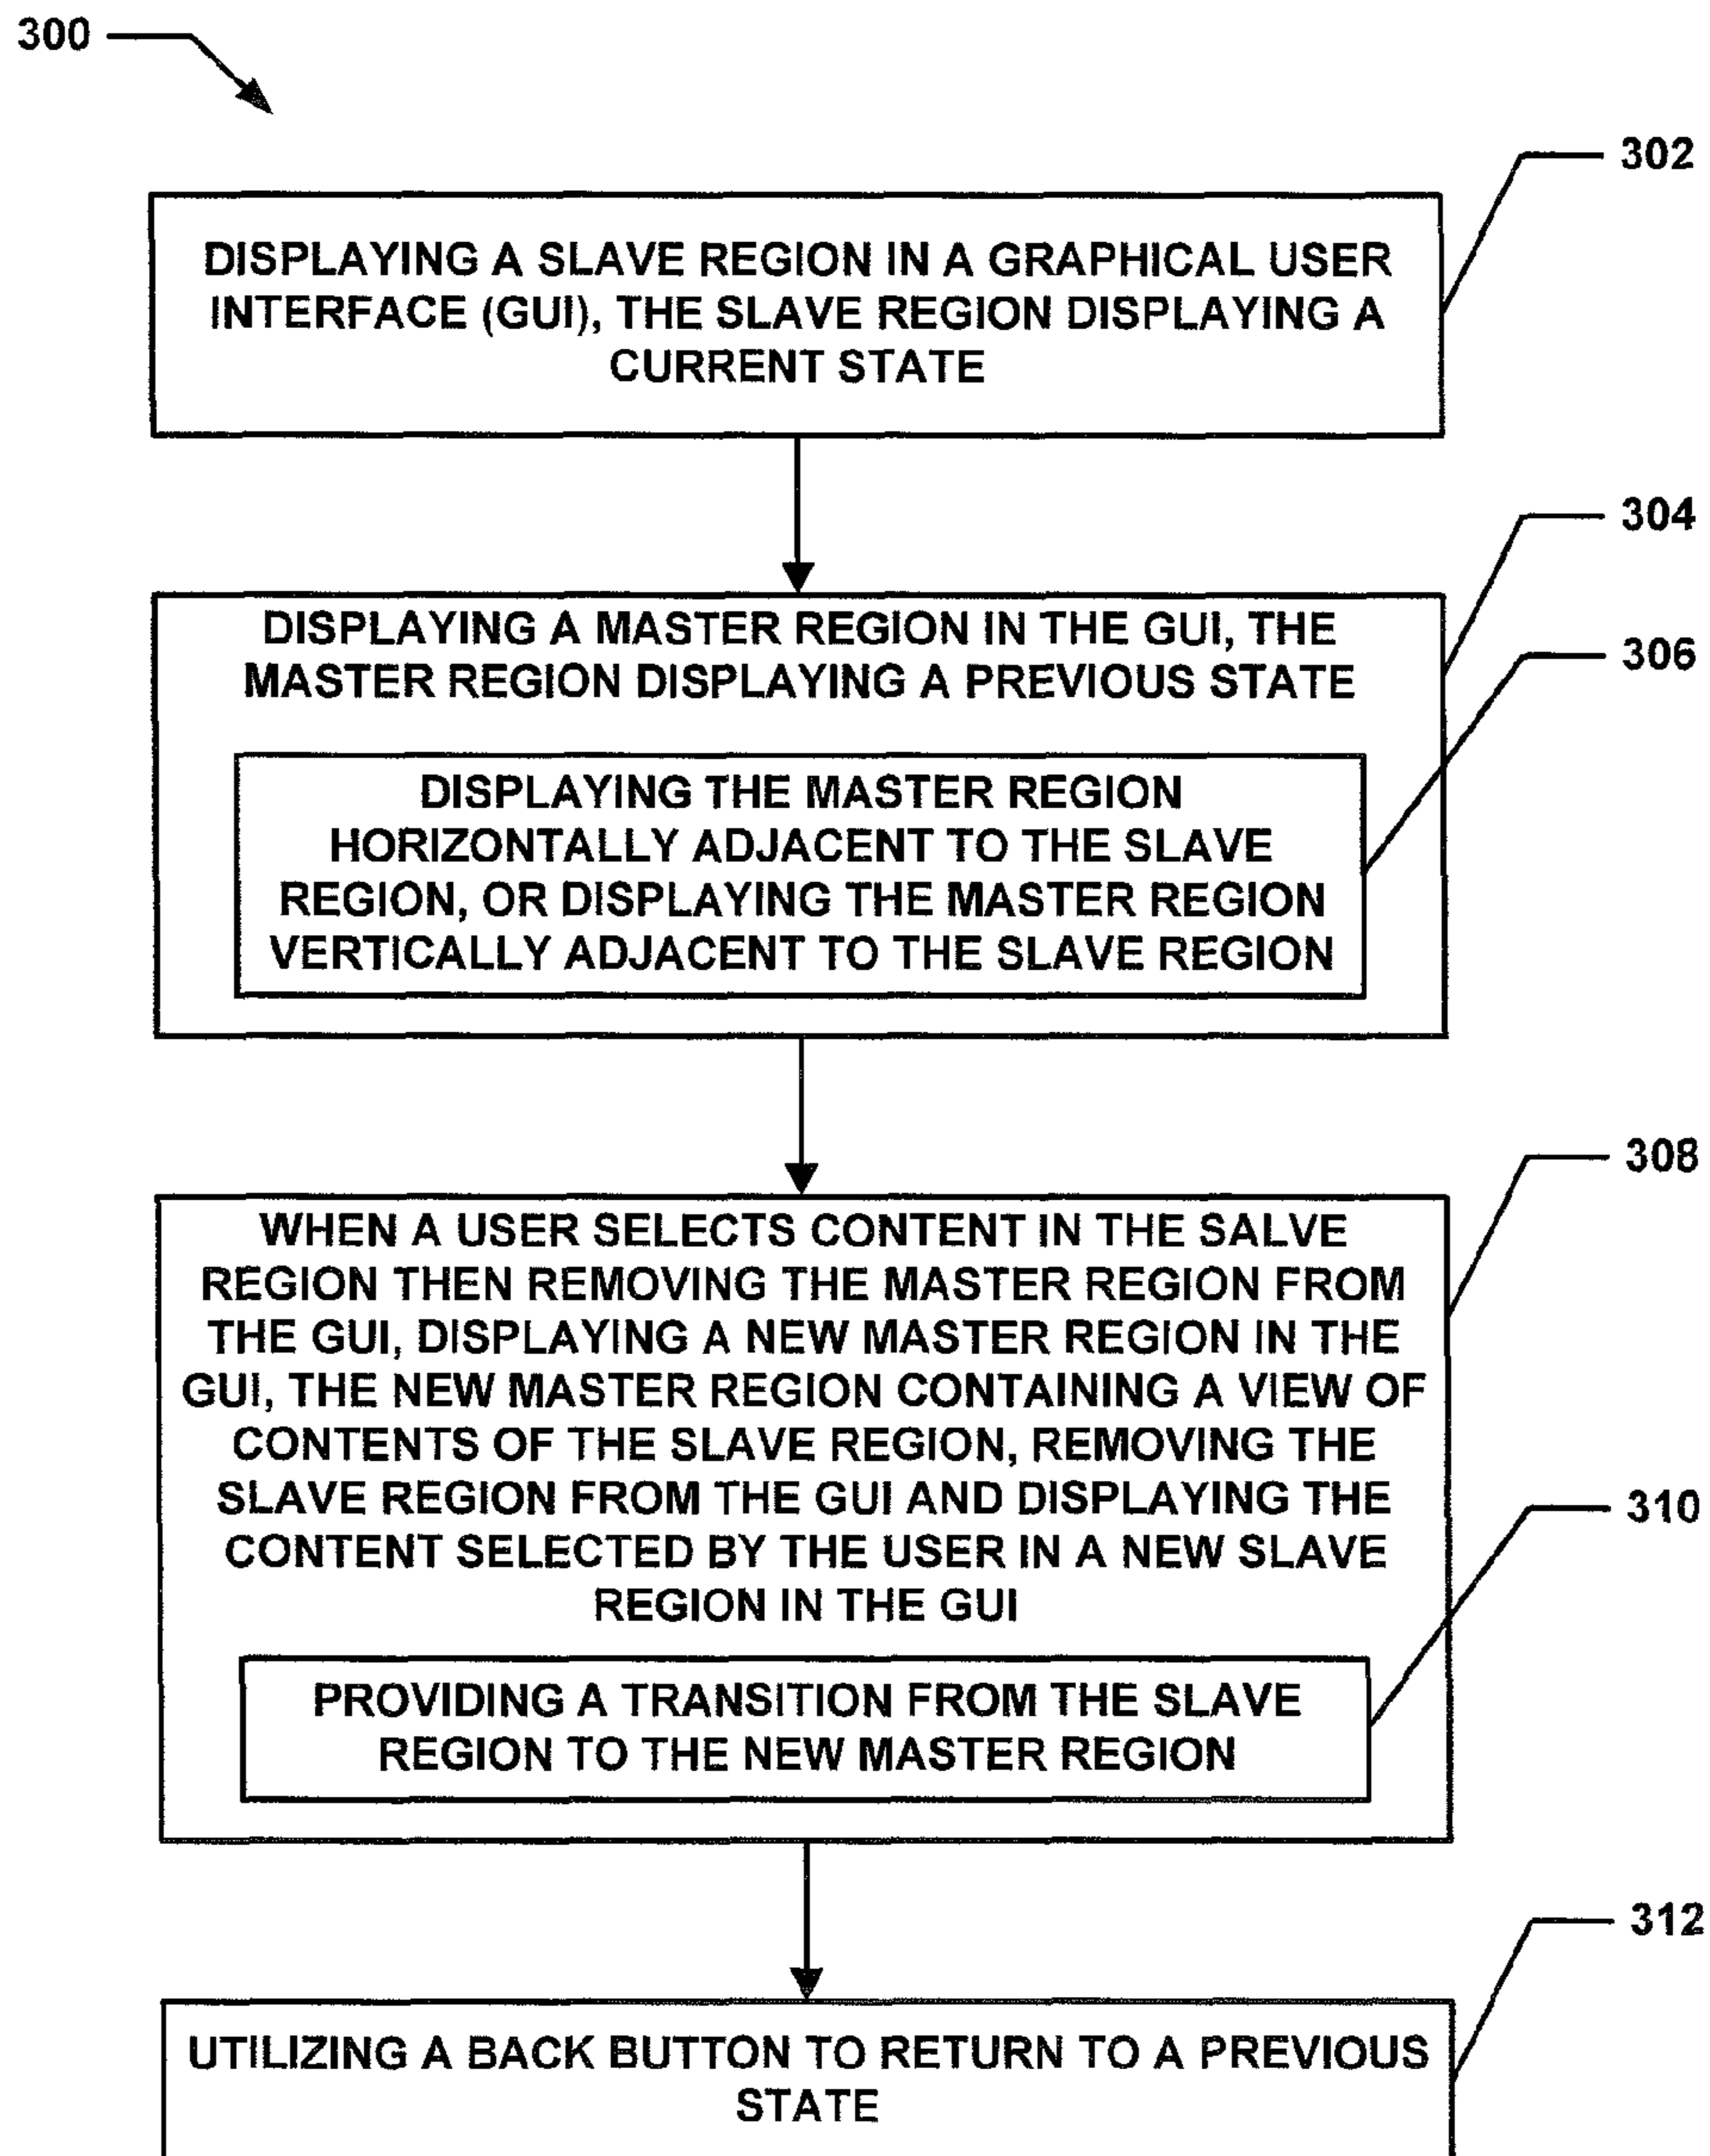 300
302
DISPLAYING A SLAVE REGION IN A GRAPHICAL USER
INTERFACE (GUI), THE SLAVE REGION DISPLAYING A
CURRENT STATE
304
DISPLAYING A MASTER REGION IN THE GUI, THE
MASTER REGION DISPLAYING A PREVIOUS STATE
306
DISPLAYING THE MASTER REGION
HORIZONTALLY ADJACENT TO THE SLAVE
REGION, OR DISPLAYING THE MASTER REGION
VERTICALLY ADJACENT TO THE SLAVE REGION
308
WHEN A USER SELECTS CONTENT IN THE SALVE
REGION THEN REMOVING THE MASTER REGION FROM
THE GUI, DISPLAYING A NEW MASTER REGION IN THE
GUI, THE NEW MASTER REGION CONTAINING A VIEW OF
CONTENTS OF THE SLAVE REGION, REMOVING THE
SLAVE REGION FROM THE GUI AND DISPLAYING THE
CONTENT SELECTED BY THE USER IN A NEW SLAVE
REGION IN THE GUI
310
PROVIDING A TRANSITION FROM THE SLAVE
REGION TO THE NEW MASTER REGION
312
UTILIZING A BACK BUTTON TO RETURN TO A PREVIOUS
STATE